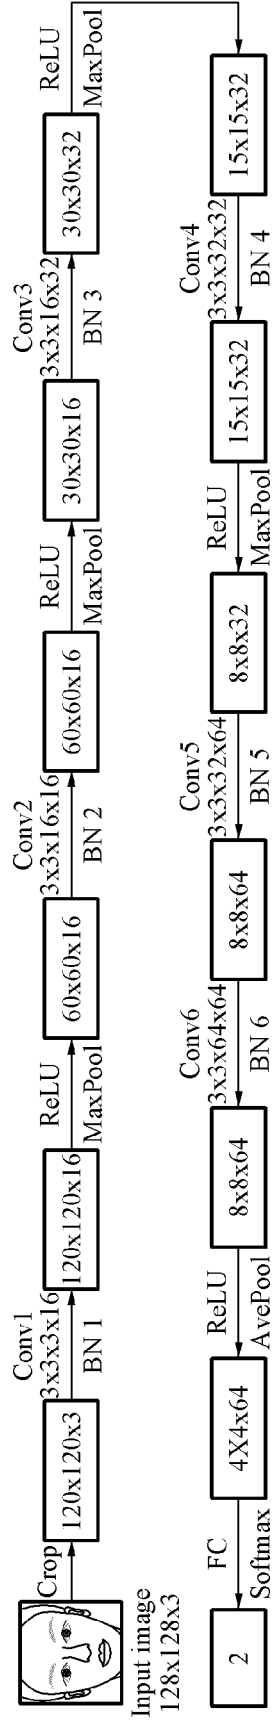 Input image
128x128x3
Crop
120x120x3
Conv1
3x3x3x16
BN 1
120x120x16
ReLU
MaxPool
60x60x16
Conv2
3x3x16x16
BN 2
60x60x16
ReLU
MaxPool
30x30x16
Conv3
3x3x16x32
BN 3
30x30x32
ReLU
MaxPool
15x15x32
Conv4
3x3x32x32
BN 4
15x15x32
ReLU
MaxPool
8x8x32
Conv5
3x3x32x64
BN 5
8x8x64
Conv6
3x3x64x64
BN 6
8x8x64
ReLU
AvePool
4X4x64
FC
Softmax
2